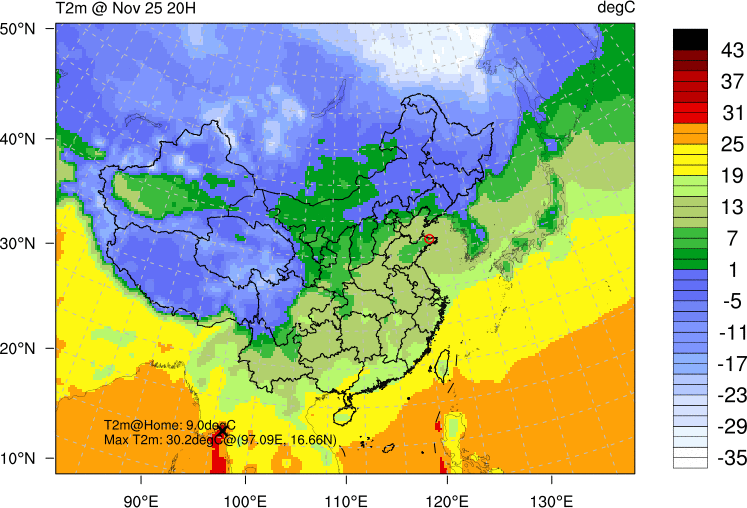 T2m @ Nov 25 20H
degC
50°N
40°N
30°N
20°N
10°N
T2m@Home: 9.0degC
Max T2m: 30.2degC@(97.09E, 16.66N)
90°E
100°E
110°E
120°E
130°E
43
37
31
25
19
13
7
1
-5
-11
-17
-23
-29
-35